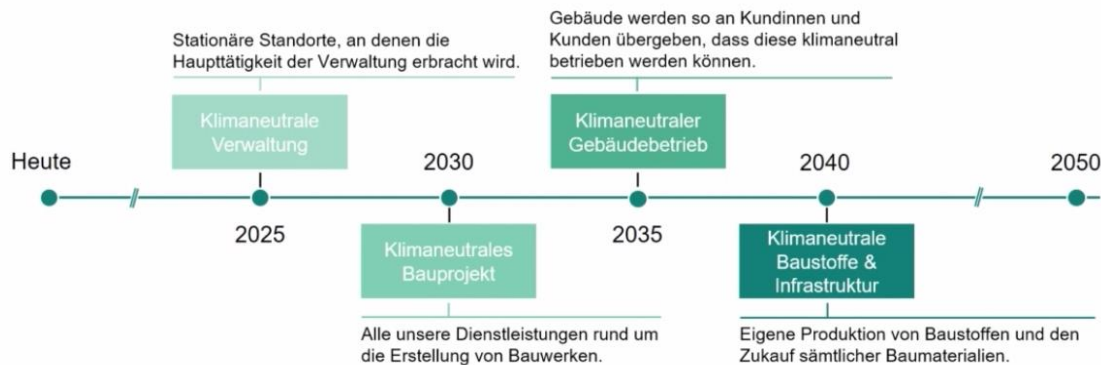 Stationäre Standorte, an denen die
Haupttätigkeit der Verwaltung erbracht wird.
Gebäude werden so an Kundinnen und
Kunden übergeben, dass diese klimaneutral
betrieben werden können.
Klimaneutrale
Verwaltung
Klimaneutraler
Gebäudebetrieb
Heute
2030
2040
2050
2025
2035
Klimaneutrales
Bauprojekt
Klimaneutrale
Baustoffe &
Infrastruktur
Alle unsere Dienstleistungen rund um
die Erstellung von Bauwerken.
Eigene Produktion von Baustoffen und den
Zukauf sämtlicher Baumaterialien.